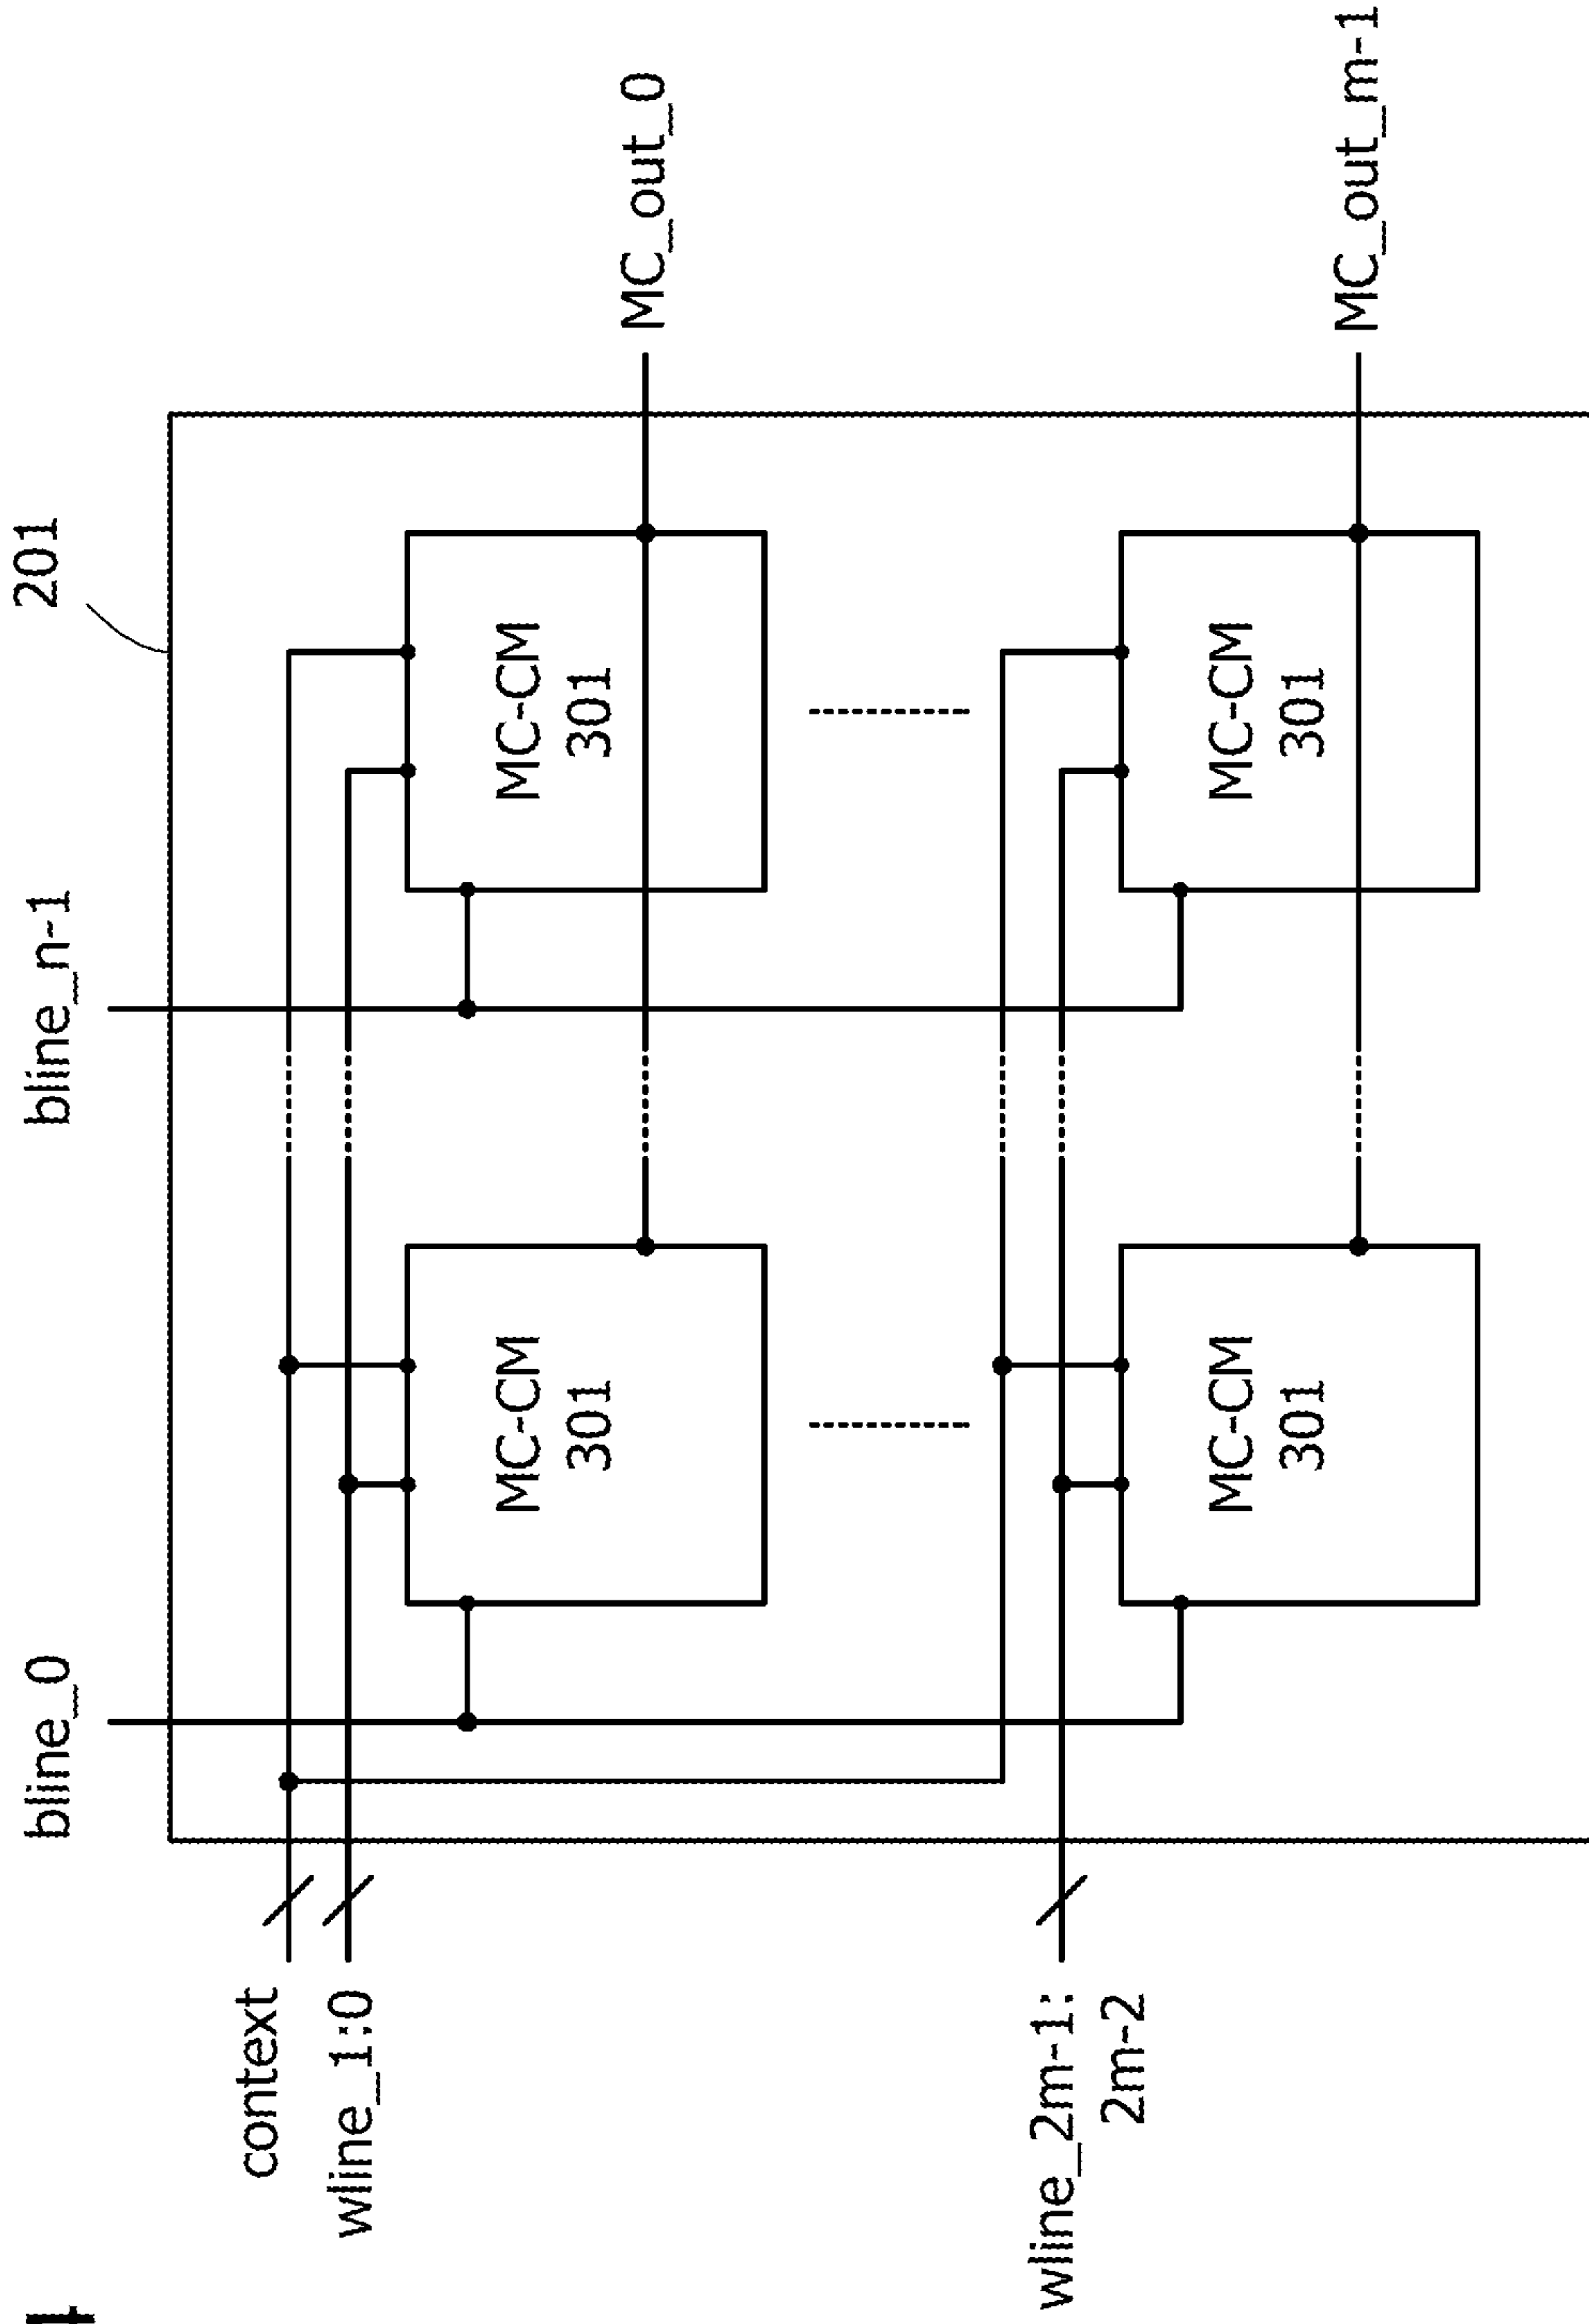 201
bline_0
bline_n-1
context
wline_1:0
MC-CM
301
MC-CM
301
MC_out_0
wline_2m-1:
2m-2
MC-CM
301
MC-CM
301
MC_out_m-1